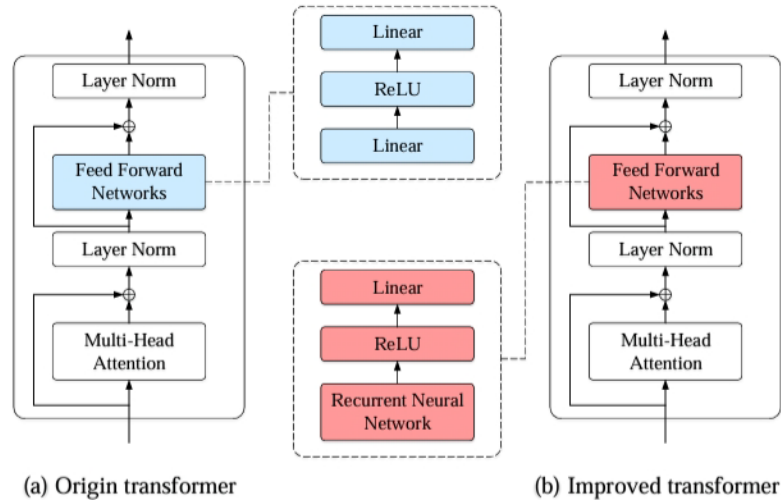 Layer Norm
Feed Forward
Networks
Layer Norm
Multi-Head
Attention
(a) Origin transformer
Linear
ReLU
Linear
Linear
ReLU
Recurrent Neural
Network
Layer Norm
Feed Forward
Networks
Layer Norm
Multi-Head
Attention
(b) Improved transformer